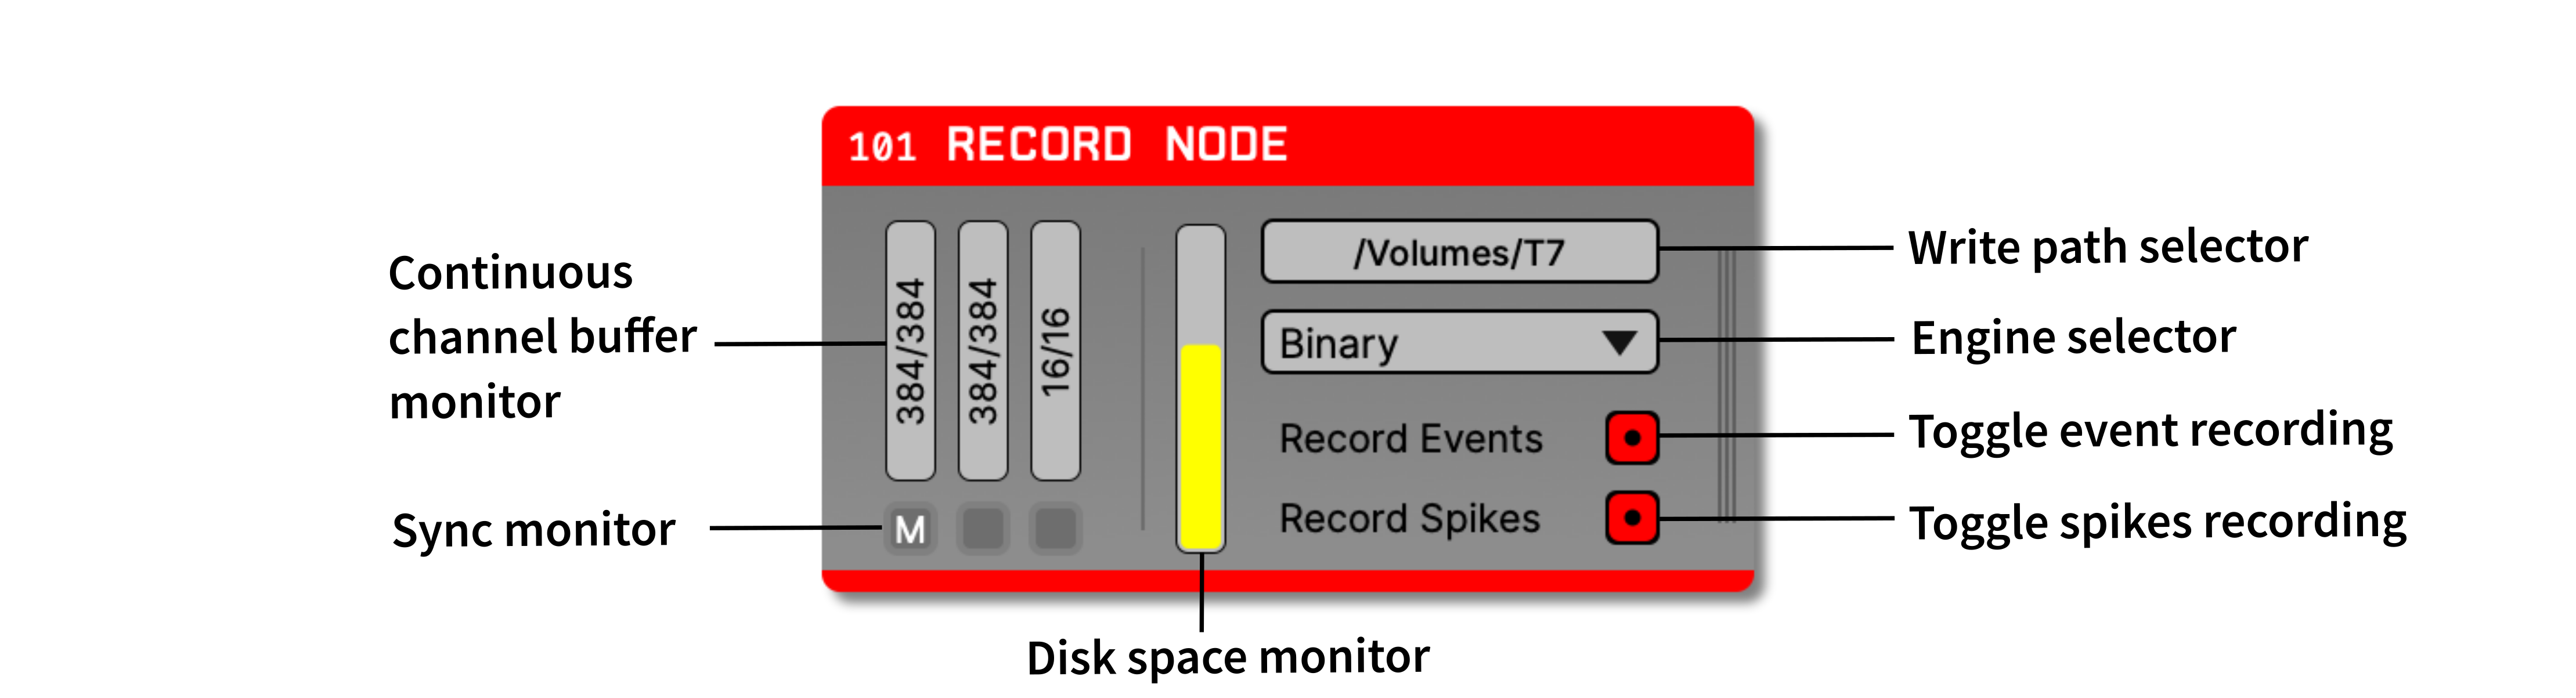 101 RECORD NODE
Continuous
channel buffer
monitor
Sync monitor
384/384
384/384
16/16
M
/Volumes/T7
Binary
Record Events
Record Spikes
Write path selector
Engine selector
Toggle event recording
Toggle spikes recording
Disk space monitor